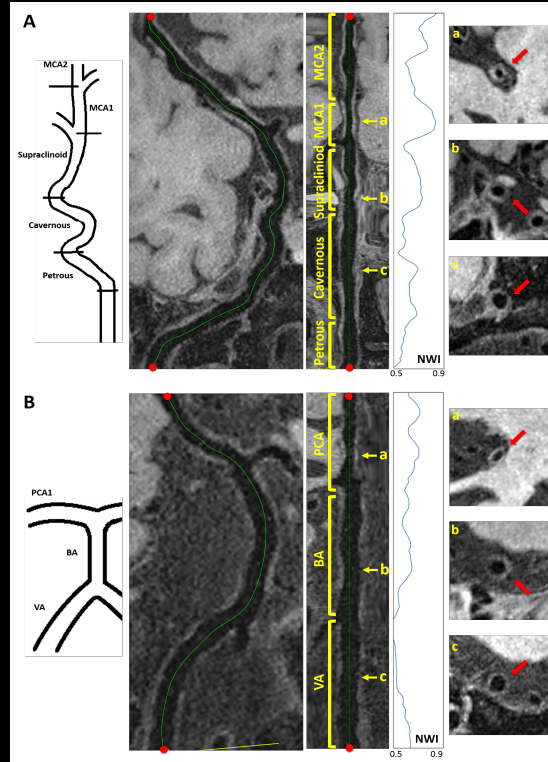 A
MCA2
MCA1
Supraclinoid
Cavernous
Petrous
MCA2
MCA1
Supracliniod
Cavernous
Petrous
a
b
c
NWI
0.5 0.9
a
b
c
B
PCA1
BA
VA
PCA
BA
VA
a
b
c
NWI
0.5 0.9
a
b
c